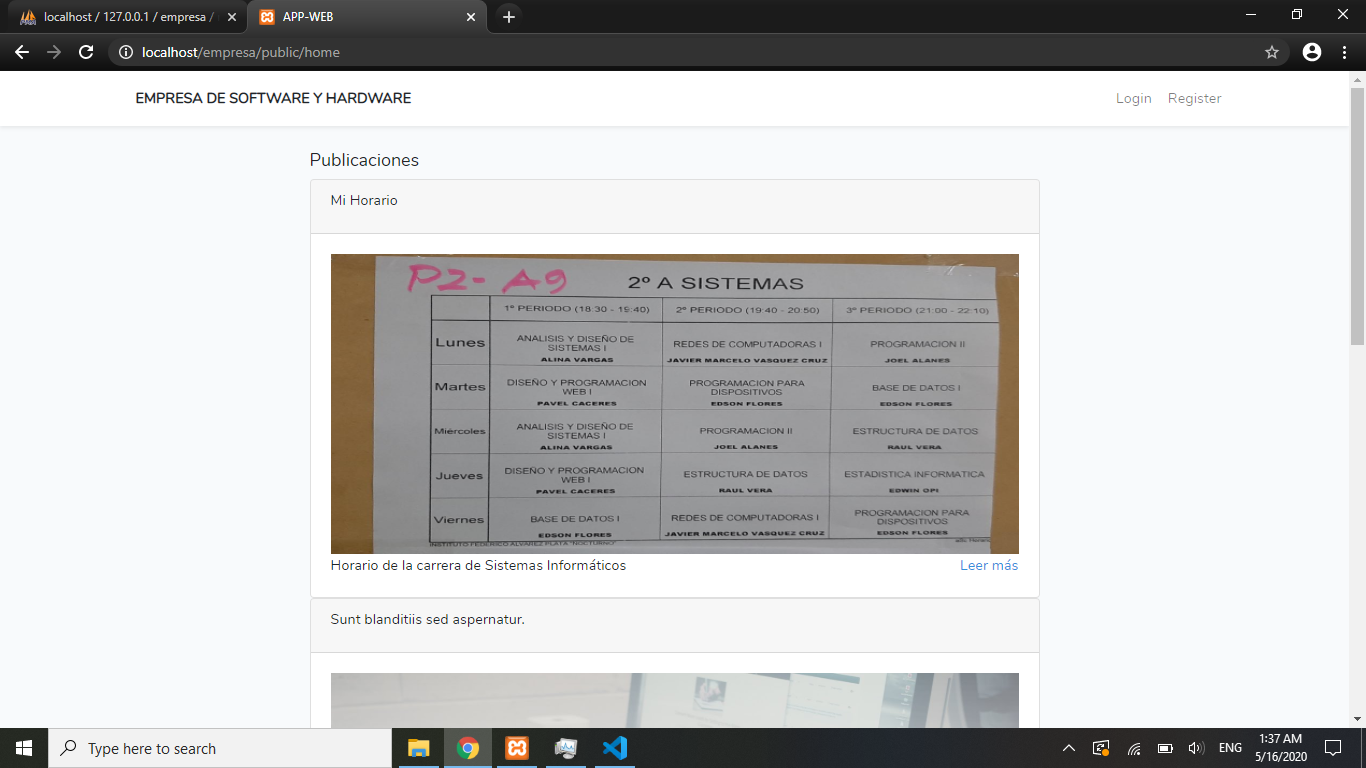 localhost / 127.0.0.1 / empresa /
APP-WEB
localhost/empresa/public/home
EMPRESA DE SOFTWARE Y HARDWARE
Login
Register
Publicaciones
Mi Horario
P2- A9
2º A SISTEMAS
1º PERIODO (18:30 - 19:40)
2º PERIODO (19:40 - 20:50)
3º PERIODO (21:00 - 22:10)
Lunes
ANALISIS Y DISEÑO DE
SISTEMAS I
ALINA VARGAS
REDES DE COMPUTADORAS I
JAVIER MARCELO VASQUEZ CRUZ
PROGRAMACION II
JOEL ALANES
Martes
DISEÑO Y PROGRAMACION
WEB I
PAVEL CACERES
PROGRAMACION PARA
DISPOSITIVOS
EDSON FLORES
BASE DE DATOS I
EDSON FLORES
Miercoles
ANALISIS Y DISEÑO DE
SISTEMAS I
ALINA VARGAS
PROGRAMACION II
JOEL ALANES
ESTRUCTURA DE DATOS
RAUL VERA
Jueves
DISEÑO Y PROGRAMACION
WEB I
PAVEL CACERES
ESTRUCTURA DE DATOS
RAUL VERA
ESTADISTICA INFORMATICA
EDWIN OPI
Viernes
BASE DE DATOS I
EDSON FLORES
REDES DE COMPUTADORAS I
JAVIER MARCELO VASQUEZ CRUZ
PROGRAMACION PARA
DISPOSITIVOS
EDSON FLORES
INSTITUTO FEDERICO ALVAREZ PLATA "NOCTURNO"
Horario de la carrera de Sistemas Informáticos
Leer más
Sunt blanditiis sed aspernatur.
Type here to search
ENG
1:37 AM
5/16/2020